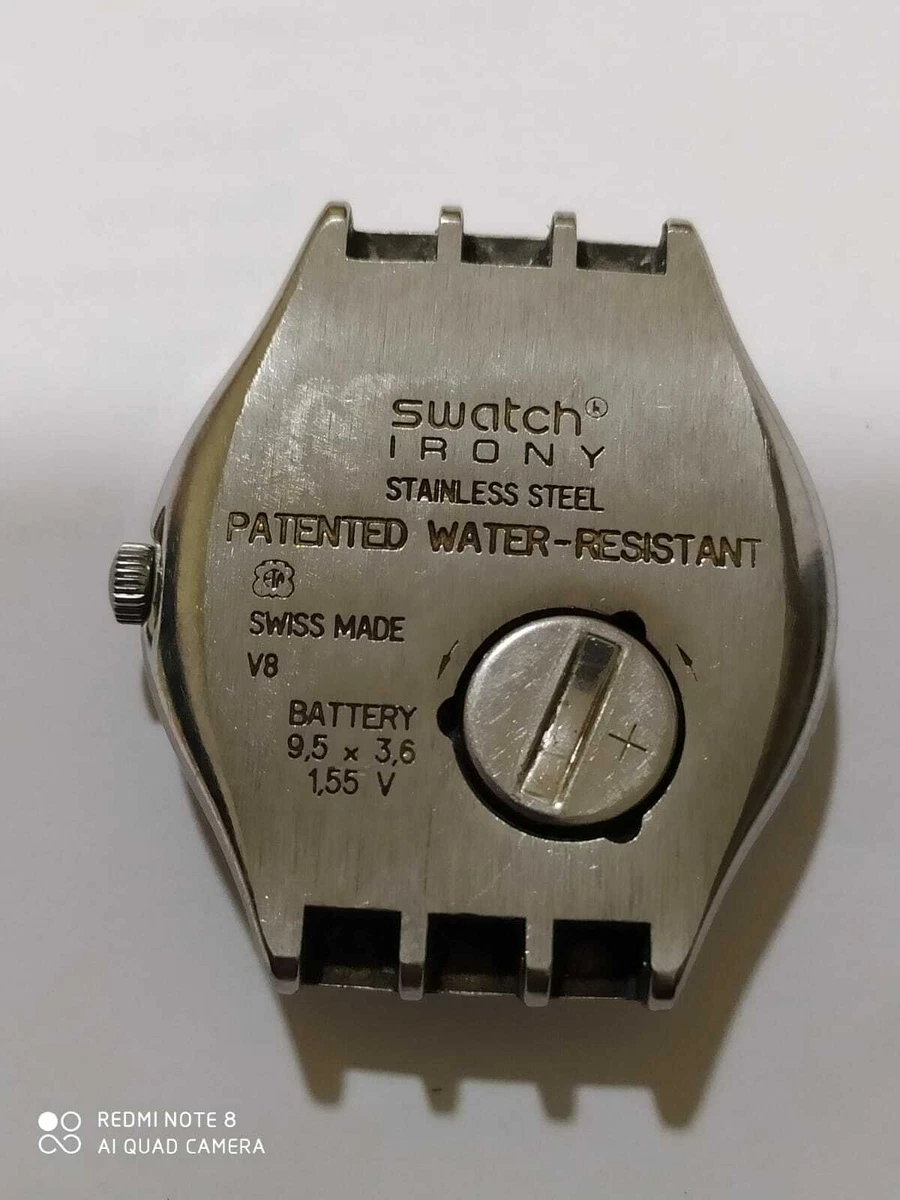 swatch
IRONY
STAINLESS STEEL
PATENTED WATER-RESISTANT
SWISS MADE
V8
BATTERY
9,5 x 3,6
1,55 V
+
REDMI NOTE 8
AI QUAD CAMERA